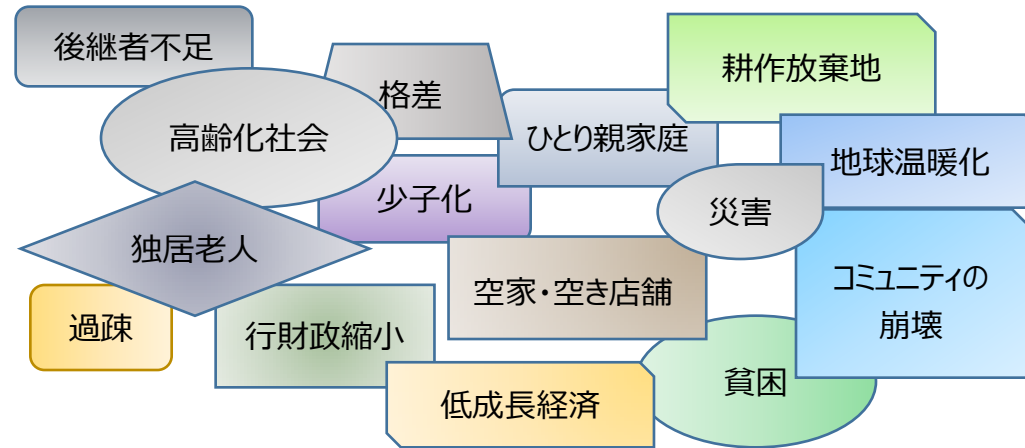 後継者不足
格差
耕作放棄地
高齢化社会
ひとり親家庭
地球温暖化
少子化
災害
独居老人
空家・空き店舗
コミュニティの
崩壊
過疎
行財政縮小
貧困
低成長経済